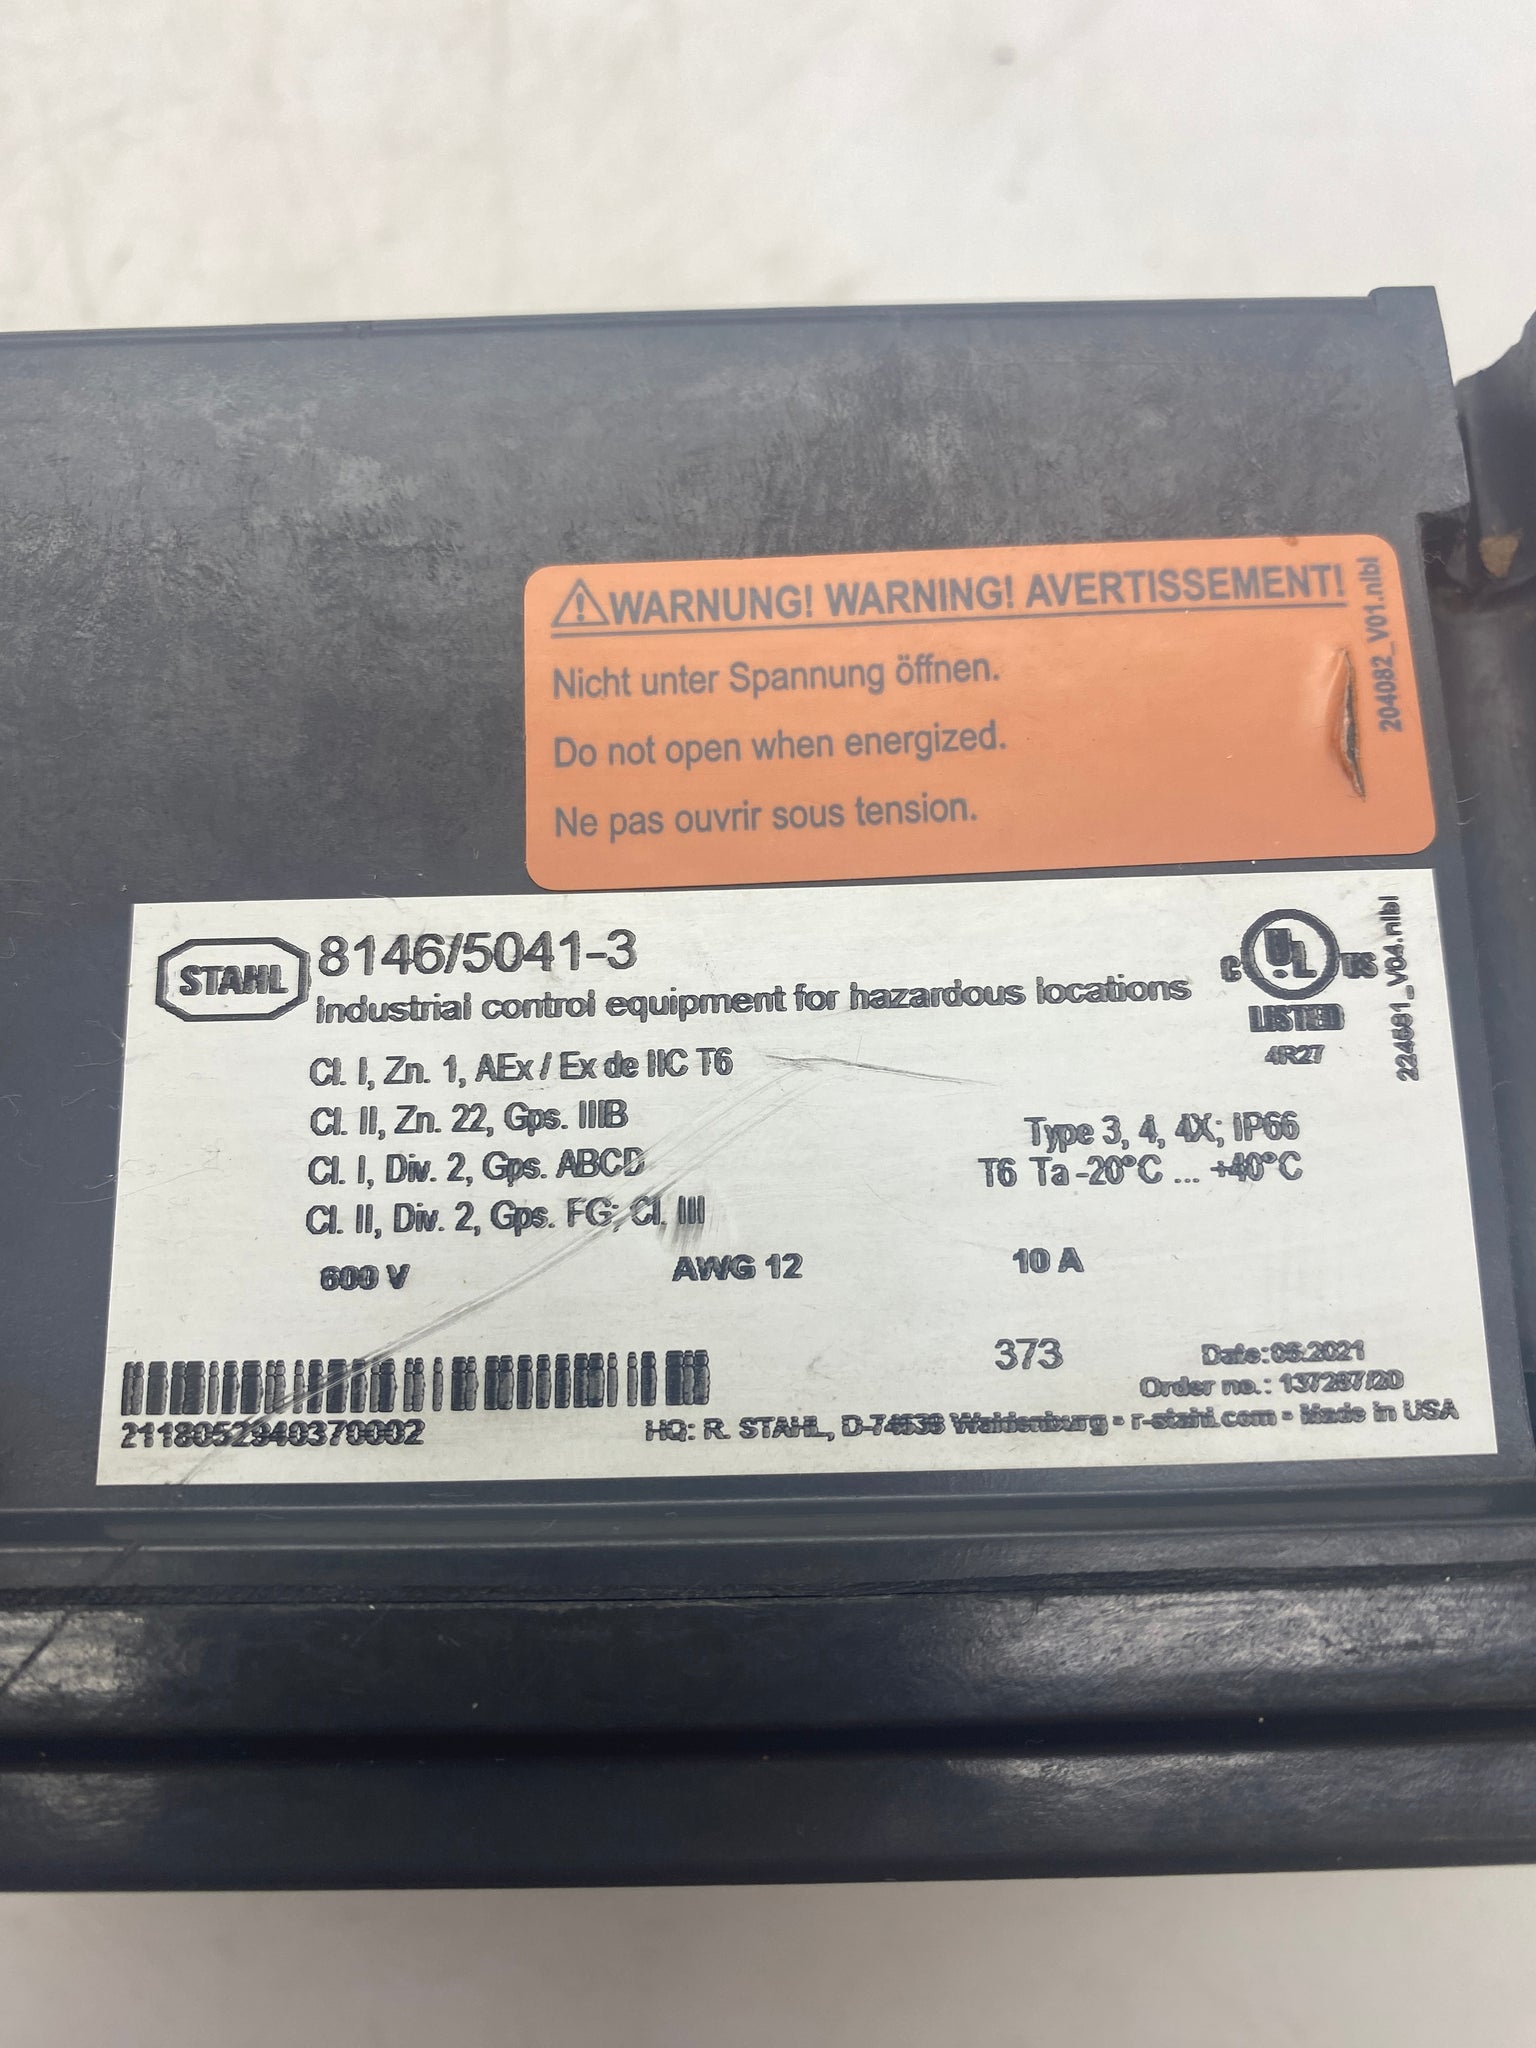 WARNUNG! WARNING! AVERTISSEMENT!
Nicht unter Spannung öffnen.
Do not open when energized.
Ne pas ouvrir sous tension.
204082_V01.nlbl
STAHL
8146/5041-3
industrial control equipment for hazardous locations
C UL US
LISTED
4R27
224681_V04.nlbl
Cl. I, Zn. 1, AEx / Ex de IIC T6
Cl. II, Zn. 22, Gps. IIIB
Cl. I, Div. 2, Gps. ABCD
Cl. II, Div. 2, Gps. FG; Cl. III
Type 3, 4, 4X; IP66
T6 Ta -20°C ... +40°C
600 V AWG 12 10 A
373
Date:06.2021
Order no.: 137287/20
2118052940370002
HQ: R. STAHL, D-74638 Waldenburg • r-stahl.com • Made in USA